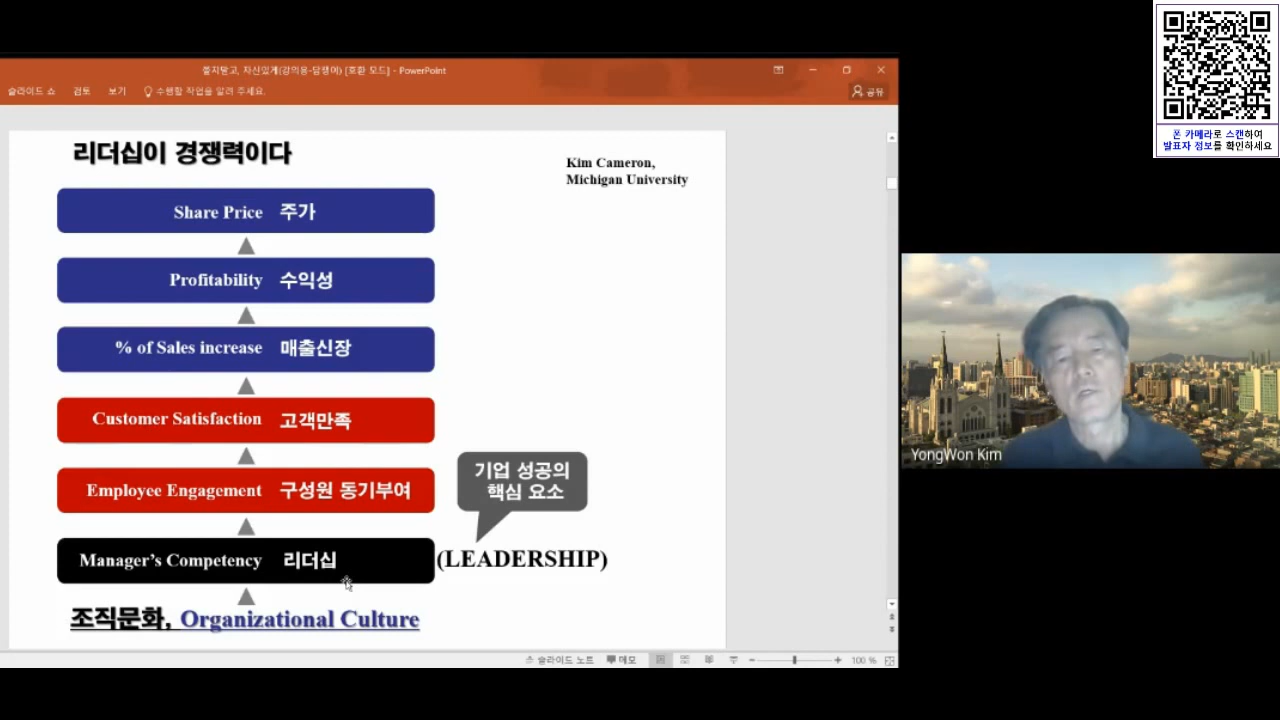 쫄지말고, 자신있게(강의용-담쟁이) [호환 모드] - PowerPoint
슬라이드 쇼 검토 보기 수행할 작업을 알려 주세요.
공유
리더십이 경쟁력이다
Kim Cameron,
Michigan University
Share Price 주가
Profitability 수익성
% of Sales increase 매출신장
Customer Satisfaction 고객만족
Employee Engagement 구성원 동기부여
기업 성공의
핵심 요소
Manager's Competency 리더십
(LEADERSHIP)
조직문화, Organizational Culture
슬라이드 노트 메모 100 %
폰 카메라로 스캔하여
발표자 정보를 확인하세요
YongWon Kim